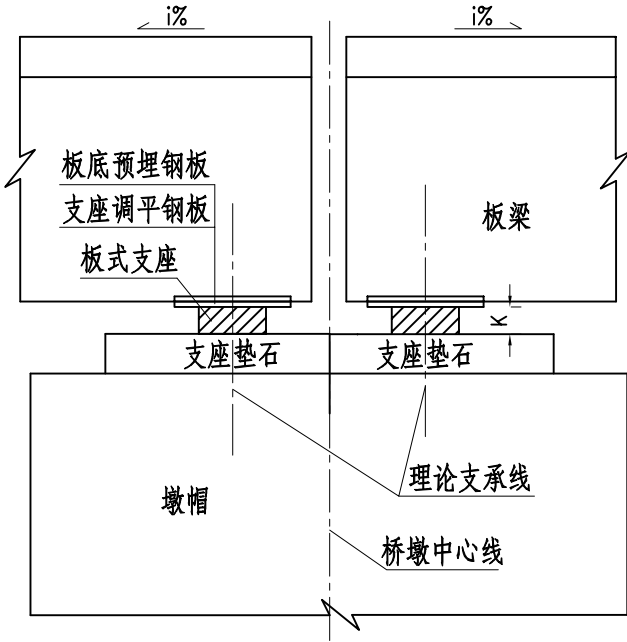 i%
i%
板底预埋钢板
支座调平钢板
板式支座
板梁
K
支座垫石
支座垫石
理论支承线
墩帽
桥墩中心线